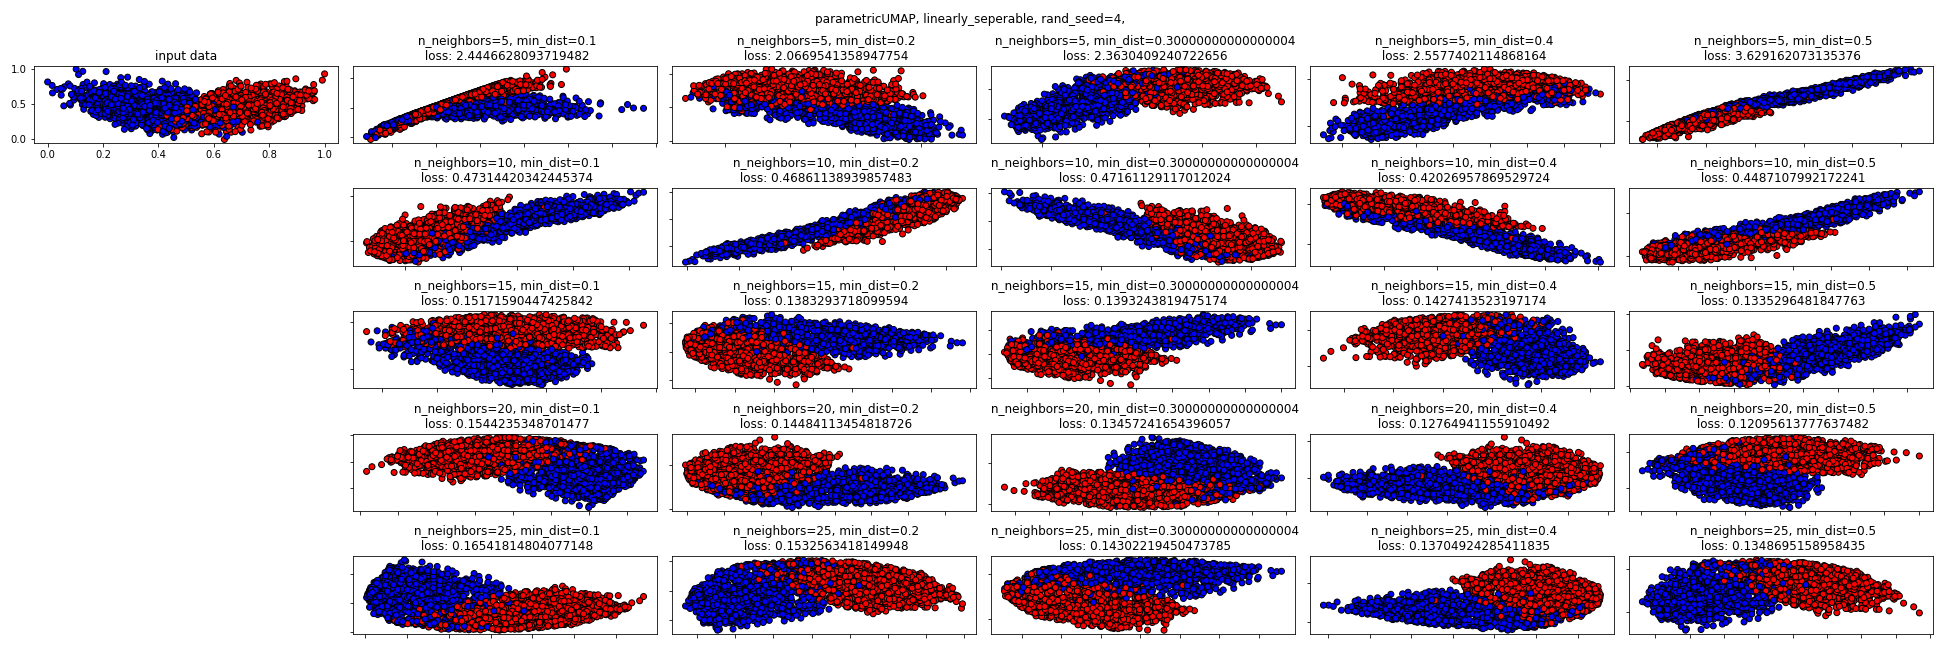 parametricUMAP, linearly_seperable, rand_seed=4,
input data
1.0
0.5
0.0
0.0 0.2 0.4 0.6 0.8 1.0
n_neighbors=5, min_dist=0.1
loss: 2.4446628093719482
n_neighbors=5, min_dist=0.2
loss: 2.0669541358947754
n_neighbors=5, min_dist=0.30000000000000004
loss: 2.3630409240722656
n_neighbors=5, min_dist=0.4
loss: 2.5577402114868164
n_neighbors=5, min_dist=0.5
loss: 3.629162073135376
n_neighbors=10, min_dist=0.1
loss: 0.47314420342445374
n_neighbors=10, min_dist=0.2
loss: 0.46861138939857483
n_neighbors=10, min_dist=0.30000000000000004
loss: 0.47161129117012024
n_neighbors=10, min_dist=0.4
loss: 0.42026957869529724
n_neighbors=10, min_dist=0.5
loss: 0.4487107992172241
n_neighbors=15, min_dist=0.1
loss: 0.15171590447425842
n_neighbors=15, min_dist=0.2
loss: 0.1383293718099594
n_neighbors=15, min_dist=0.30000000000000004
loss: 0.1393243819475174
n_neighbors=15, min_dist=0.4
loss: 0.1427413523197174
n_neighbors=15, min_dist=0.5
loss: 0.1335296481847763
n_neighbors=20, min_dist=0.1
loss: 0.1544235348701477
n_neighbors=20, min_dist=0.2
loss: 0.14484113454818726
n_neighbors=20, min_dist=0.30000000000000004
loss: 0.13457241654396057
n_neighbors=20, min_dist=0.4
loss: 0.12764941155910492
n_neighbors=20, min_dist=0.5
loss: 0.12095613777637482
n_neighbors=25, min_dist=0.1
loss: 0.16541814804077148
n_neighbors=25, min_dist=0.2
loss: 0.1532563418149948
n_neighbors=25, min_dist=0.30000000000000004
loss: 0.14302219450473785
n_neighbors=25, min_dist=0.4
loss: 0.13704924285411835
n_neighbors=25, min_dist=0.5
loss: 0.1348695158958435